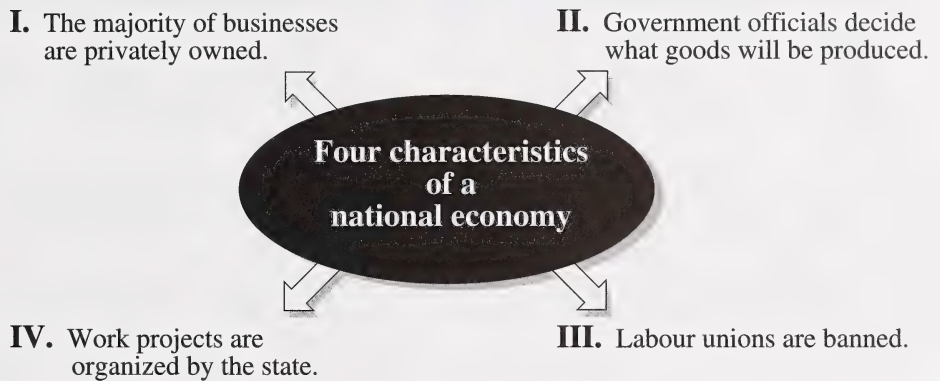 I. The majority of businesses
are privately owned.
II. Government officials decide
what goods will be produced.
Four characteristics
of a
national economy
IV. Work projects are
organized by the state.
III. Labour unions are banned.